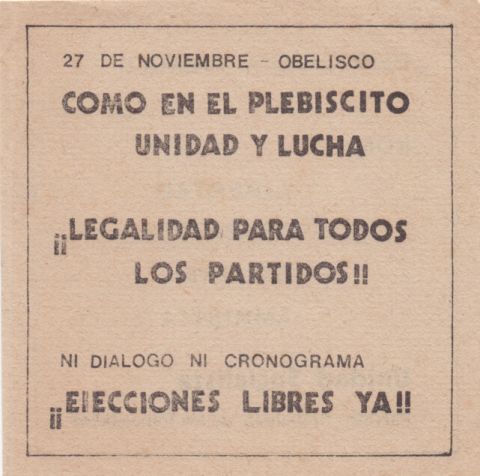 27 DE NOVIEMBRE - OBELISCO
COMO EN EL PLEBISCITO
UNIDAD Y LUCHA
¡¡LEGALIDAD PARA TODOS
LOS PARTIDOS!!
NI DIALOGO NI CRONOGRAMA
¡¡ElECCIONES LIBRES YA!!